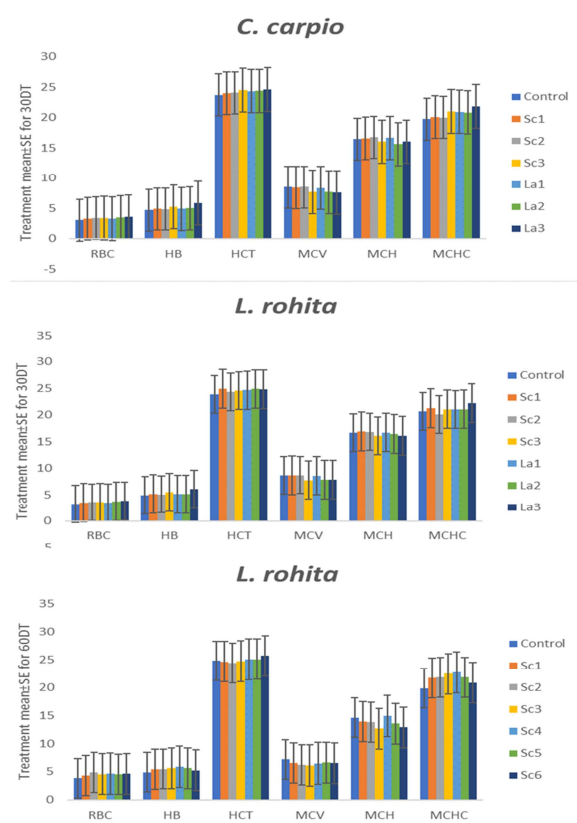 C. carpio
Treatment mean±SE for 30DT
30
25
20
15
10
5
0
-5
RBC HB HCT MCV MCH MCHC
Control
Sc1
Sc2
Sc3
La1
La2
La3
L. rohita
Treatment mean±SE for 30DT
35
30
25
20
15
10
5
0
5
RBC HB HCT MCV MCH MCHC
Control
Sc1
Sc2
Sc3
La1
La2
La3
L. rohita
Treatment mean±SE for 60DT
35
30
25
20
15
10
5
0
RBC HB HCT MCV MCH MCHC
Control
Sc1
Sc2
Sc3
Sc4
Sc5
Sc6